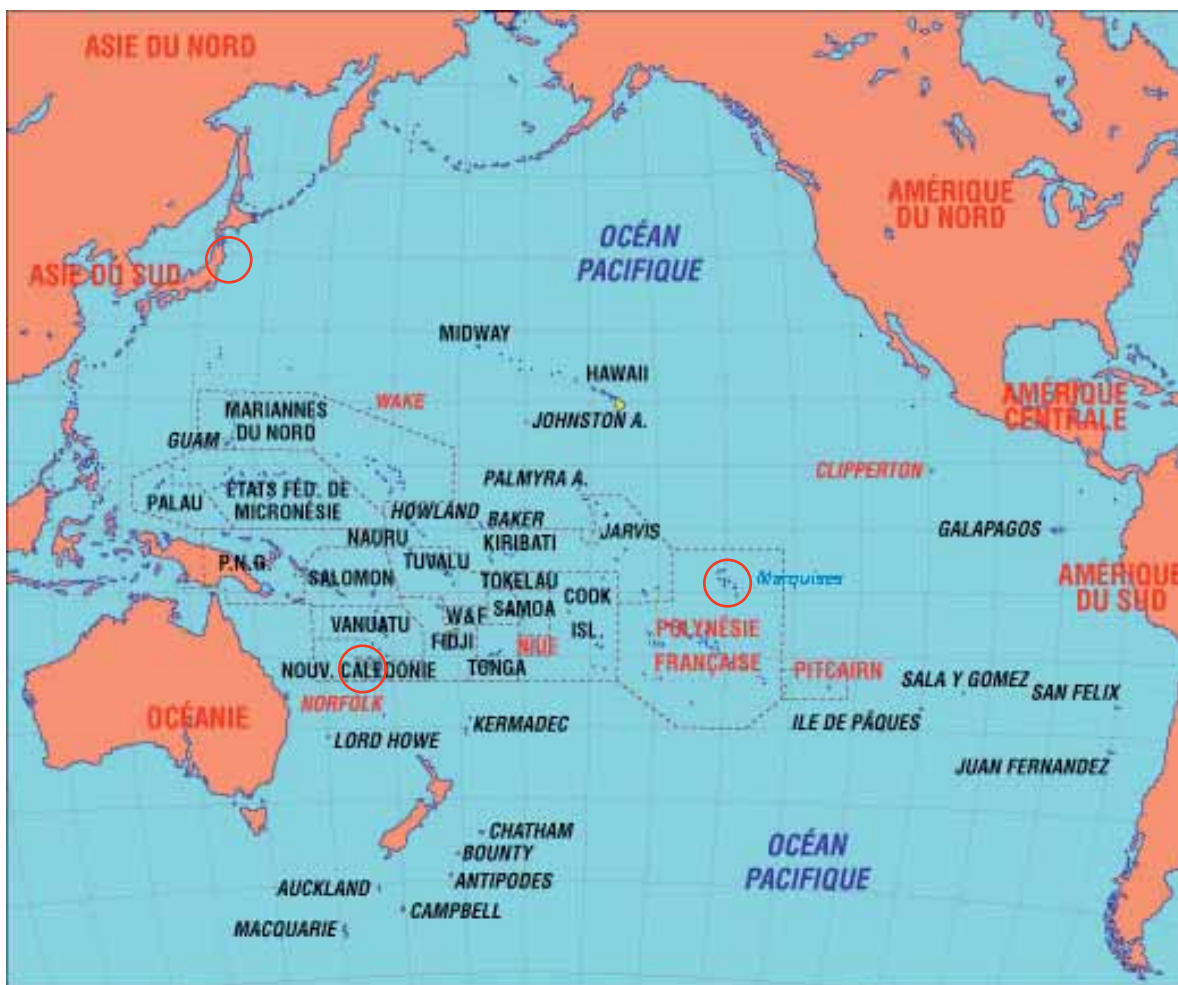 ASIE DU NORD
AMÉRIQUE
DU NORD
OCÉAN
PACIFIQUE
ASIE DU SUD
MIDWAY
HAWAII
WAKE
MARIANNES
DU NORD
JOHNSTON A.
AMÉRIQUE
CENTRALE
GUAM
CLIPPERTON
PALMYRA A.
PALAU
ÉTATS FÉD. DE
MICRONÉSIE
HOWLAND
BAKER
JARVIS
GALAPAGOS
NAURU
KIRIBATI
P.N.G.
TUVALU
SALOMON
TOKELAU
Marquises
AMÉRIQUE
DU SUD
COOK
ISL.
W&F
SAMOA
VANUATU
FIDJI
NIUE
POLYNÉSIE
FRANÇAISE
NOUV. CALEDONIE
TONGA
PITCAIRN
SALA Y GOMEZ
SAN FELIX
NORFOLK
OCÉANIE
KERMADEC
ILE DE PÂQUES
LORD HOWE
JUAN FERNANDEZ
CHATHAM
BOUNTY
OCÉAN
PACIFIQUE
ANTIPODES
AUCKLAND
CAMPBELL
MACQUARIE